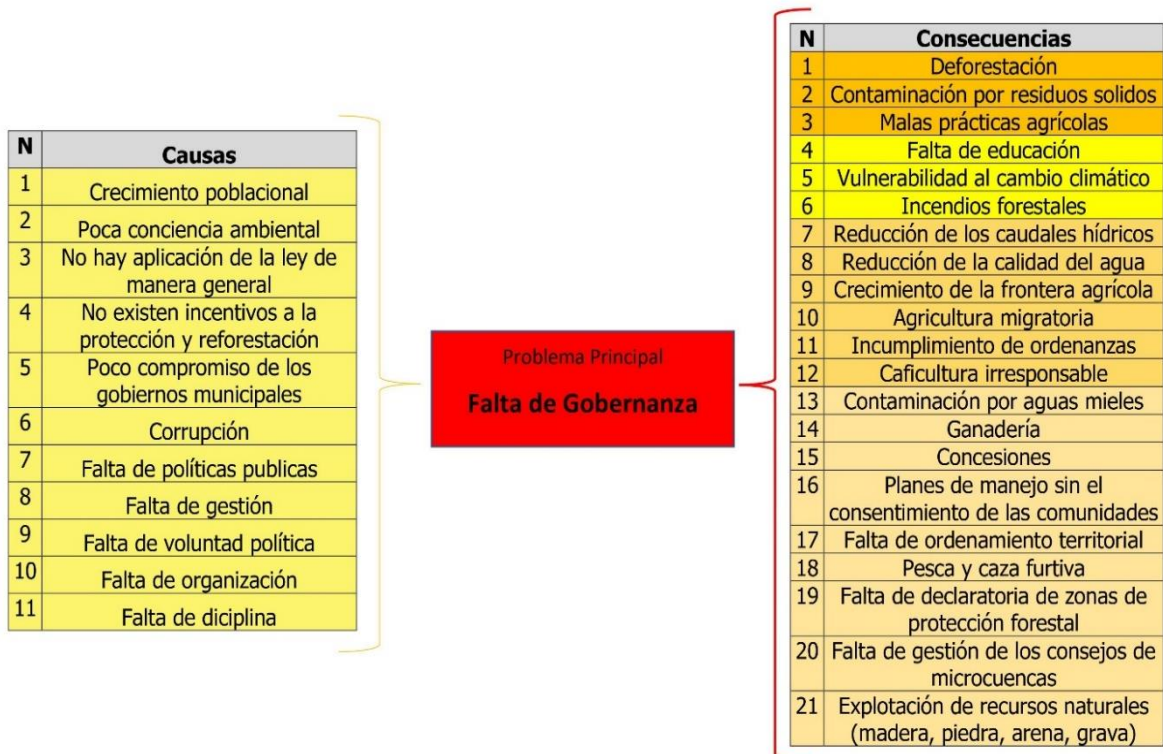 N Causas
1 Crecimiento poblacional
2 Poca conciencia ambiental
3 No hay aplicación de la ley de
manera general
4 No existen incentivos a la
protección y reforestación
5 Poco compromiso de los
gobiernos municipales
6 Corrupción
7 Falta de políticas publicas
8 Falta de gestión
9 Falta de voluntad política
10 Falta de organización
11 Falta de diciplina
Problema Principal
Falta de Gobernanza
N Consecuencias
1 Deforestación
2 Contaminación por residuos solidos
3 Malas prácticas agrícolas
4 Falta de educación
5 Vulnerabilidad al cambio climático
6 Incendios forestales
7 Reducción de los caudales hídricos
8 Reducción de la calidad del agua
9 Crecimiento de la frontera agrícola
10 Agricultura migratoria
11 Incumplimiento de ordenanzas
12 Caficultura irresponsable
13 Contaminación por aguas mieles
14 Ganadería
15 Concesiones
16 Planes de manejo sin el
consentimiento de las comunidades
17 Falta de ordenamiento territorial
18 Pesca y caza furtiva
19 Falta de declaratoria de zonas de
protección forestal
20 Falta de gestión de los consejos de
microcuencas
21 Explotación de recursos naturales
(madera, piedra, arena, grava)